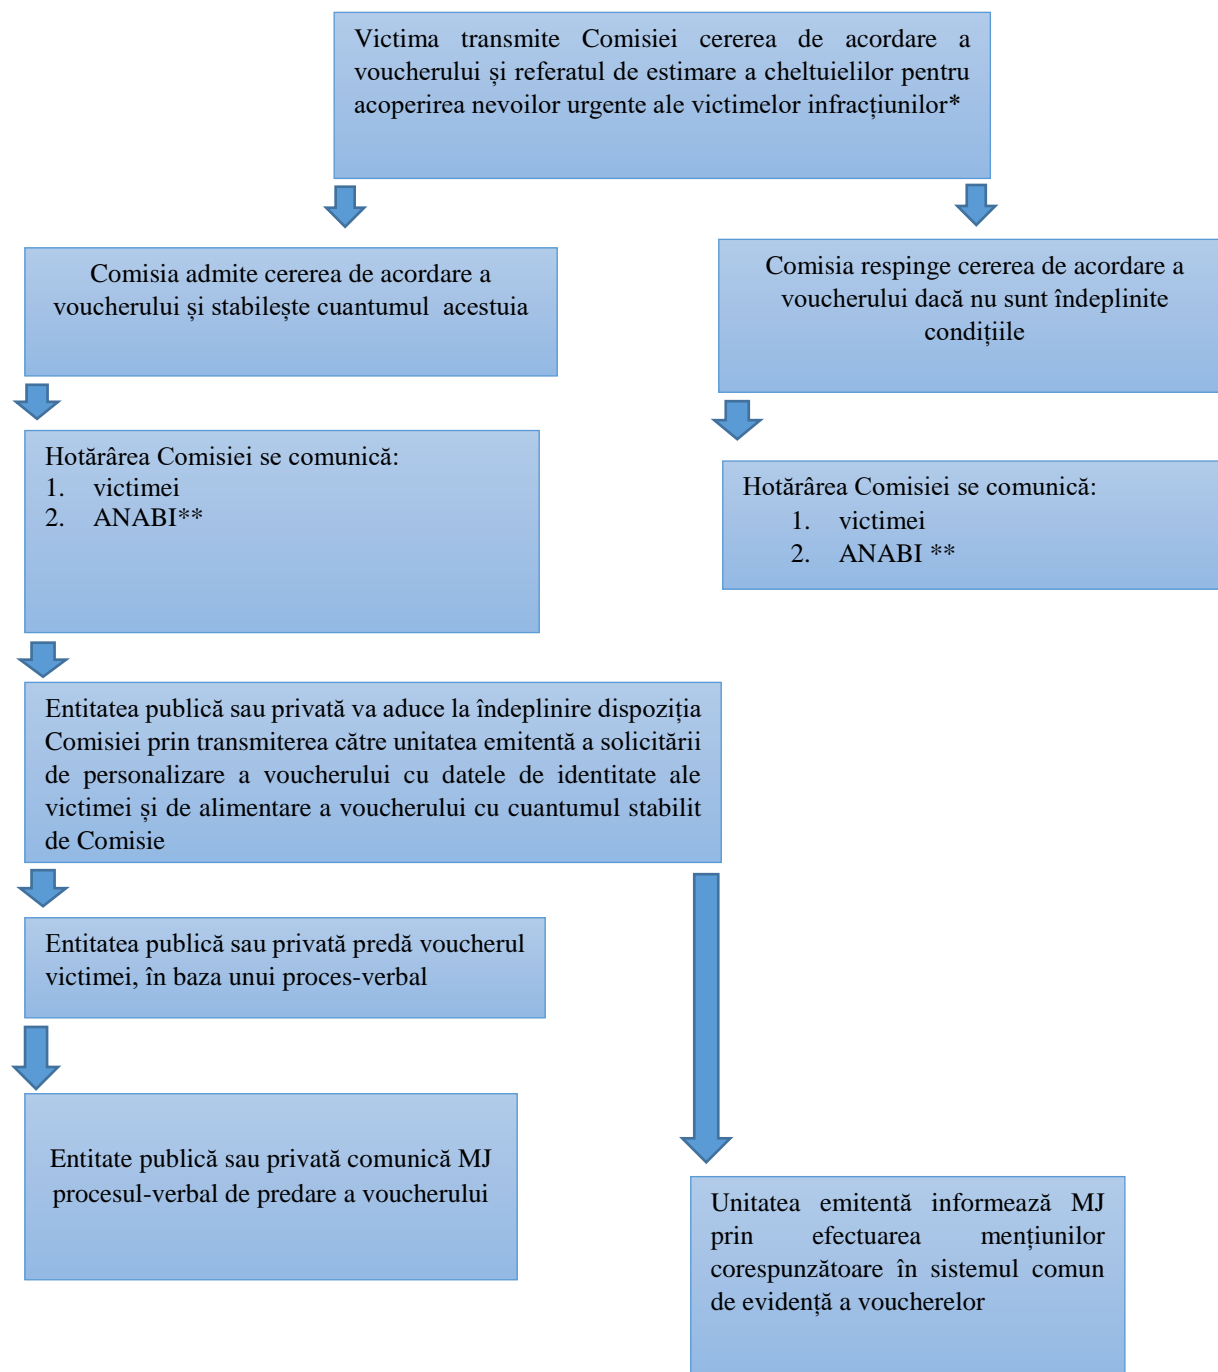 Victima transmite Comisiei cererea de acordare a
voucherului și referatul de estimare a cheltuielilor pentru
acoperirea nevoilor urgente ale victimelor infracțiunilor*
Comisia admite cererea de acordare a
voucherului și stabilește cuantumul acestuia
Comisia respinge cererea de acordare a
voucherului dacă nu sunt îndeplinite
condițiile
Hotărârea Comisiei se comunică:
1. victimei
2. ANABI**
Hotărârea Comisiei se comunică:
1. victimei
2. ANABI **
Entitatea publică sau privată va aduce la îndeplinire dispoziția
Comisiei prin transmiterea către unitatea emitentă a solicitării
de personalizare a voucherului cu datele de identitate ale
victimei și de alimentare a voucherului cu cuantumul stabilit
de Comisie
Entitatea publică sau privată predă voucherul
victimei, în baza unui proces-verbal
Entitate publică sau privată comunică MJ
procesul-verbal de predare a voucherului
Unitatea emitentă informează MJ
prin efectuarea mențiunilor
corespunzătoare în sistemul comun
de evidență a voucherelor